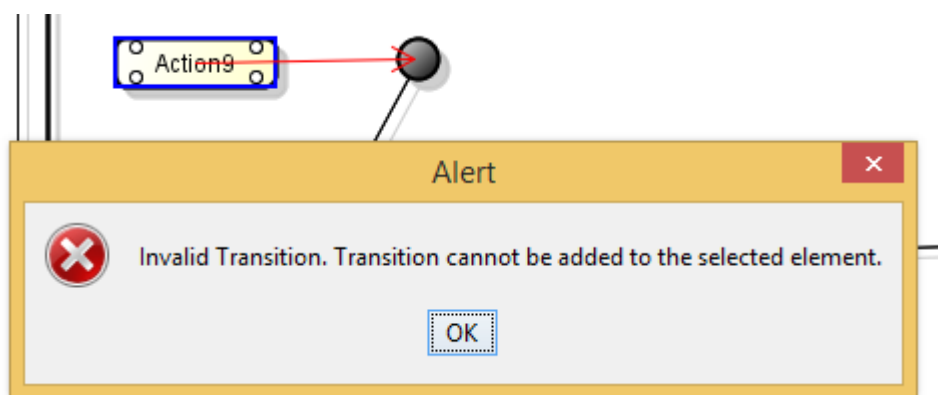 Action9
Alert
Invalid Transition. Transition cannot be added to the selected element.
OK